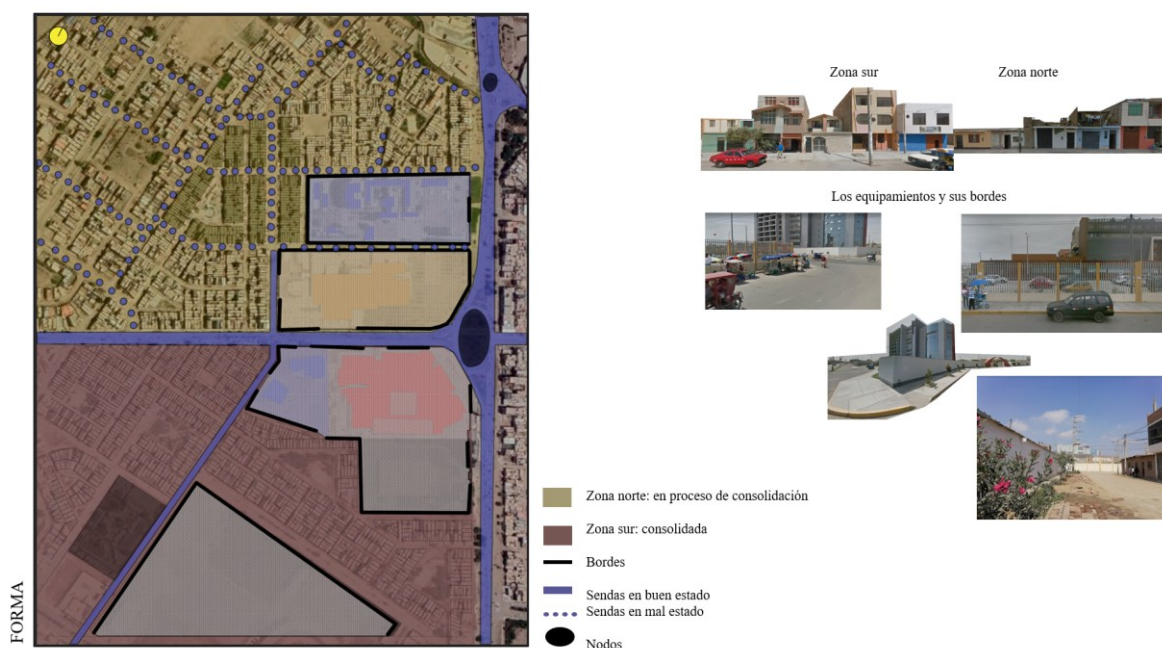 Zona sur
Zona norte
Los equipamientos y sus bordes
Zona norte: en proceso de consolidación
Zona sur: consolidada
Bordes
Sendas en buen estado
Sendas en mal estado
Nodos
FORMA